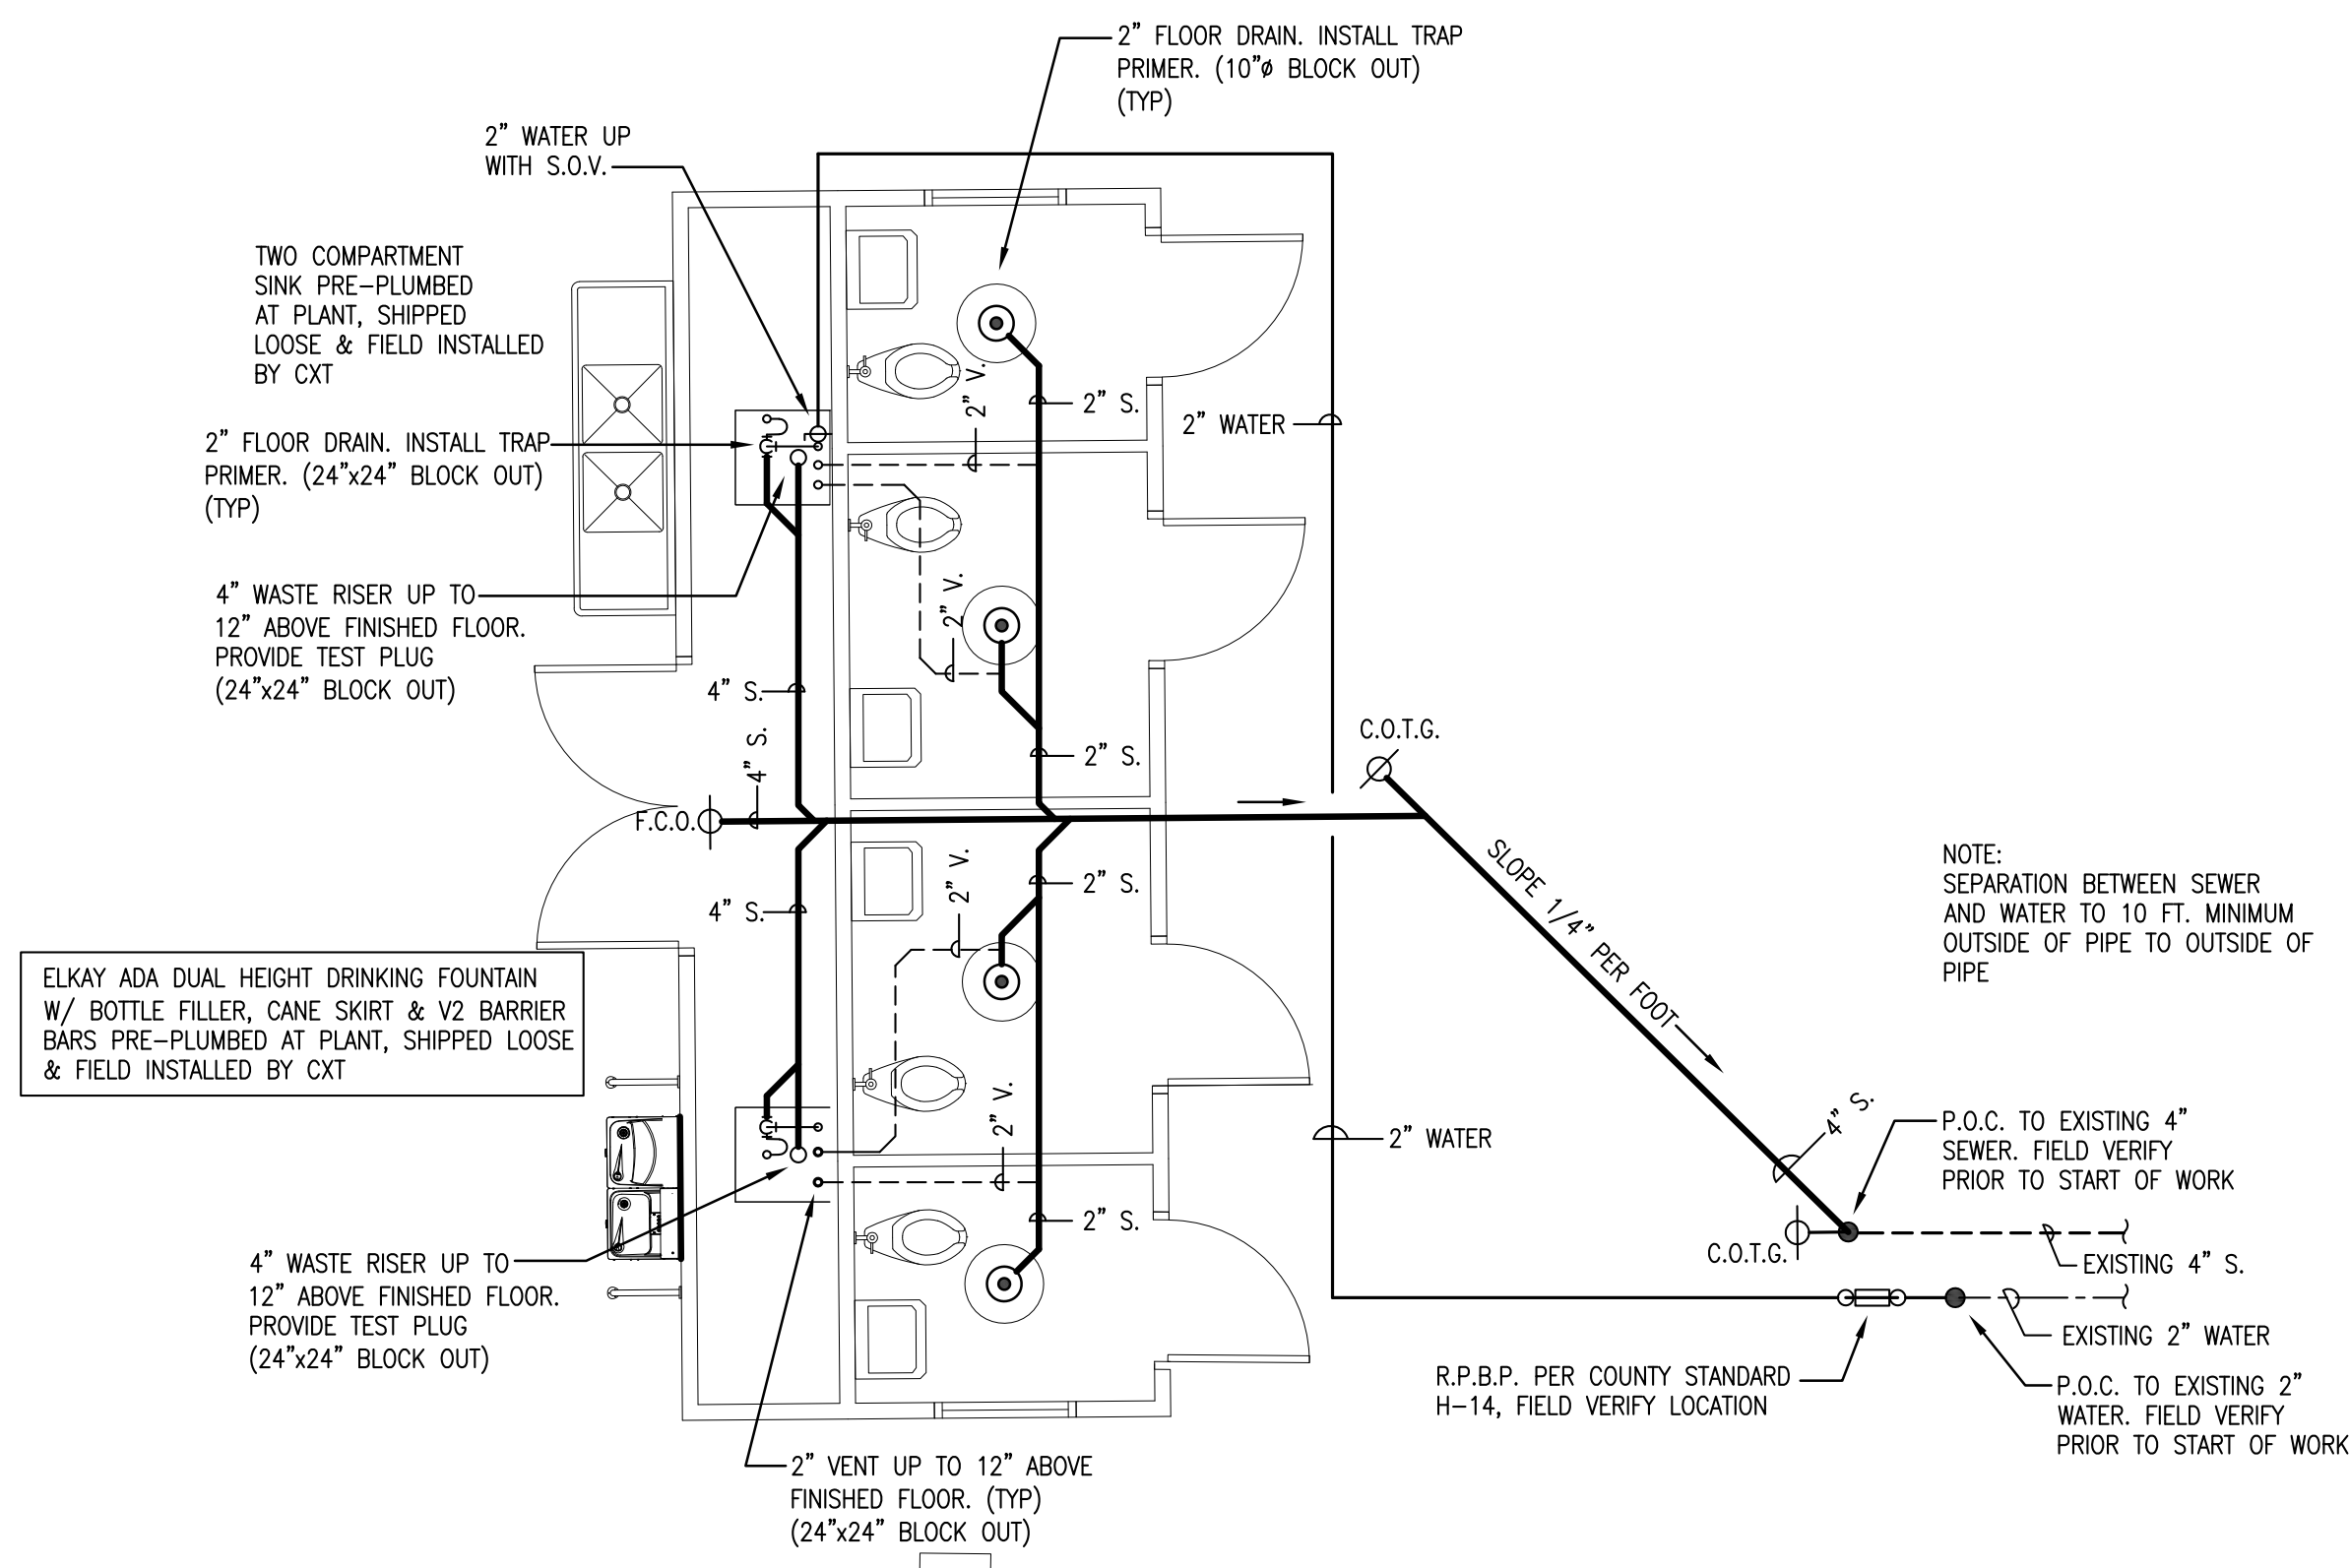 2” FLOOR DRAIN. INSTALL TRAP
PRIMER. (10”ø BLOCK OUT)
(TYP)
2” WATER UP
WITH S.O.V.
TWO COMPARTMENT
SINK PRE-PLUMBED
AT PLANT, SHIPPED
LOOSE & FIELD INSTALLED
BY CXT
2” V.
2” S.
2” WATER
2” FLOOR DRAIN. INSTALL TRAP
PRIMER. (24”x24” BLOCK OUT)
(TYP)
4” WASTE RISER UP TO
12” ABOVE FINISHED FLOOR.
PROVIDE TEST PLUG
(24”x24” BLOCK OUT)
2” V.
4” S.
4” S.
2” S.
C.O.T.G.
F.C.O.
2” V.
2” S.
4” S.
SLOPE 1/4” PER FOOT
NOTE:
SEPARATION BETWEEN SEWER
AND WATER TO 10 FT. MINIMUM
OUTSIDE OF PIPE TO OUTSIDE OF
PIPE
ELKAY ADA DUAL HEIGHT DRINKING FOUNTAIN
W/ BOTTLE FILLER, CANE SKIRT & V2 BARRIER
BARS PRE-PLUMBED AT PLANT, SHIPPED LOOSE
& FIELD INSTALLED BY CXT
2” V.
2” WATER
4” S.
P.O.C. TO EXISTING 4”
SEWER. FIELD VERIFY
PRIOR TO START OF WORK
2” S.
C.O.T.G.
EXISTING 4” S.
4” WASTE RISER UP TO
12” ABOVE FINISHED FLOOR.
PROVIDE TEST PLUG
(24”x24” BLOCK OUT)
EXISTING 2” WATER
R.P.B.P. PER COUNTY STANDARD
H-14, FIELD VERIFY LOCATION
P.O.C. TO EXISTING 2”
WATER. FIELD VERIFY
PRIOR TO START OF WORK
2” VENT UP TO 12” ABOVE
FINISHED FLOOR. (TYP)
(24”x24” BLOCK OUT)